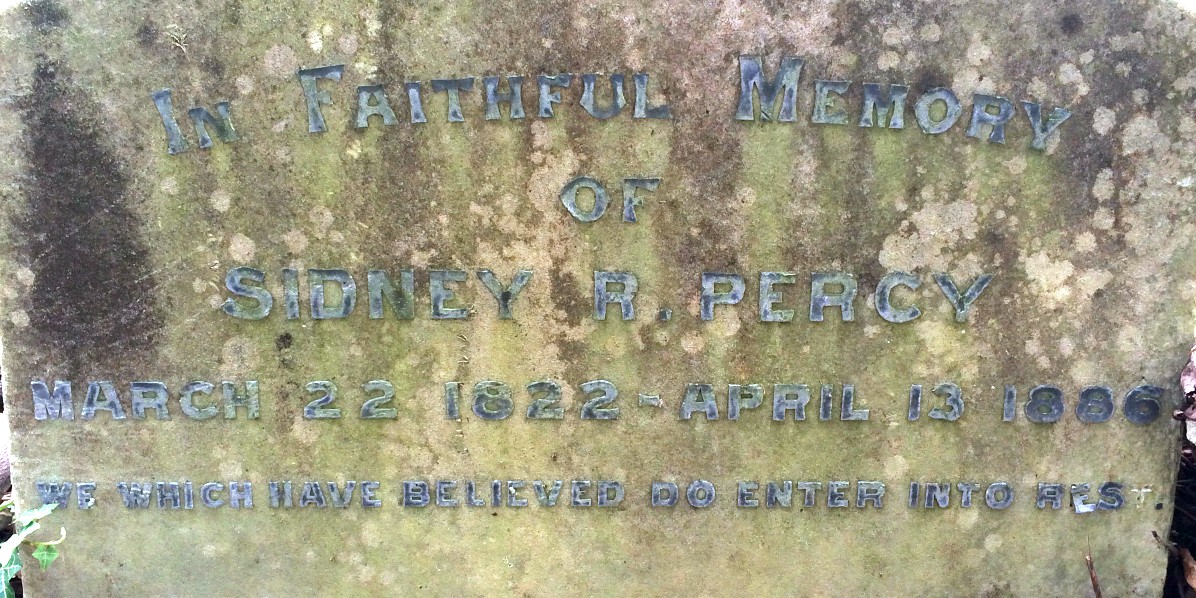 In Faithful Memory
OF
SIDNEY R. PERCY
MARCH 22 1822 - APRIL 13 1886
WE WHICH HAVE BELIEVED DO ENTER INTO REST.